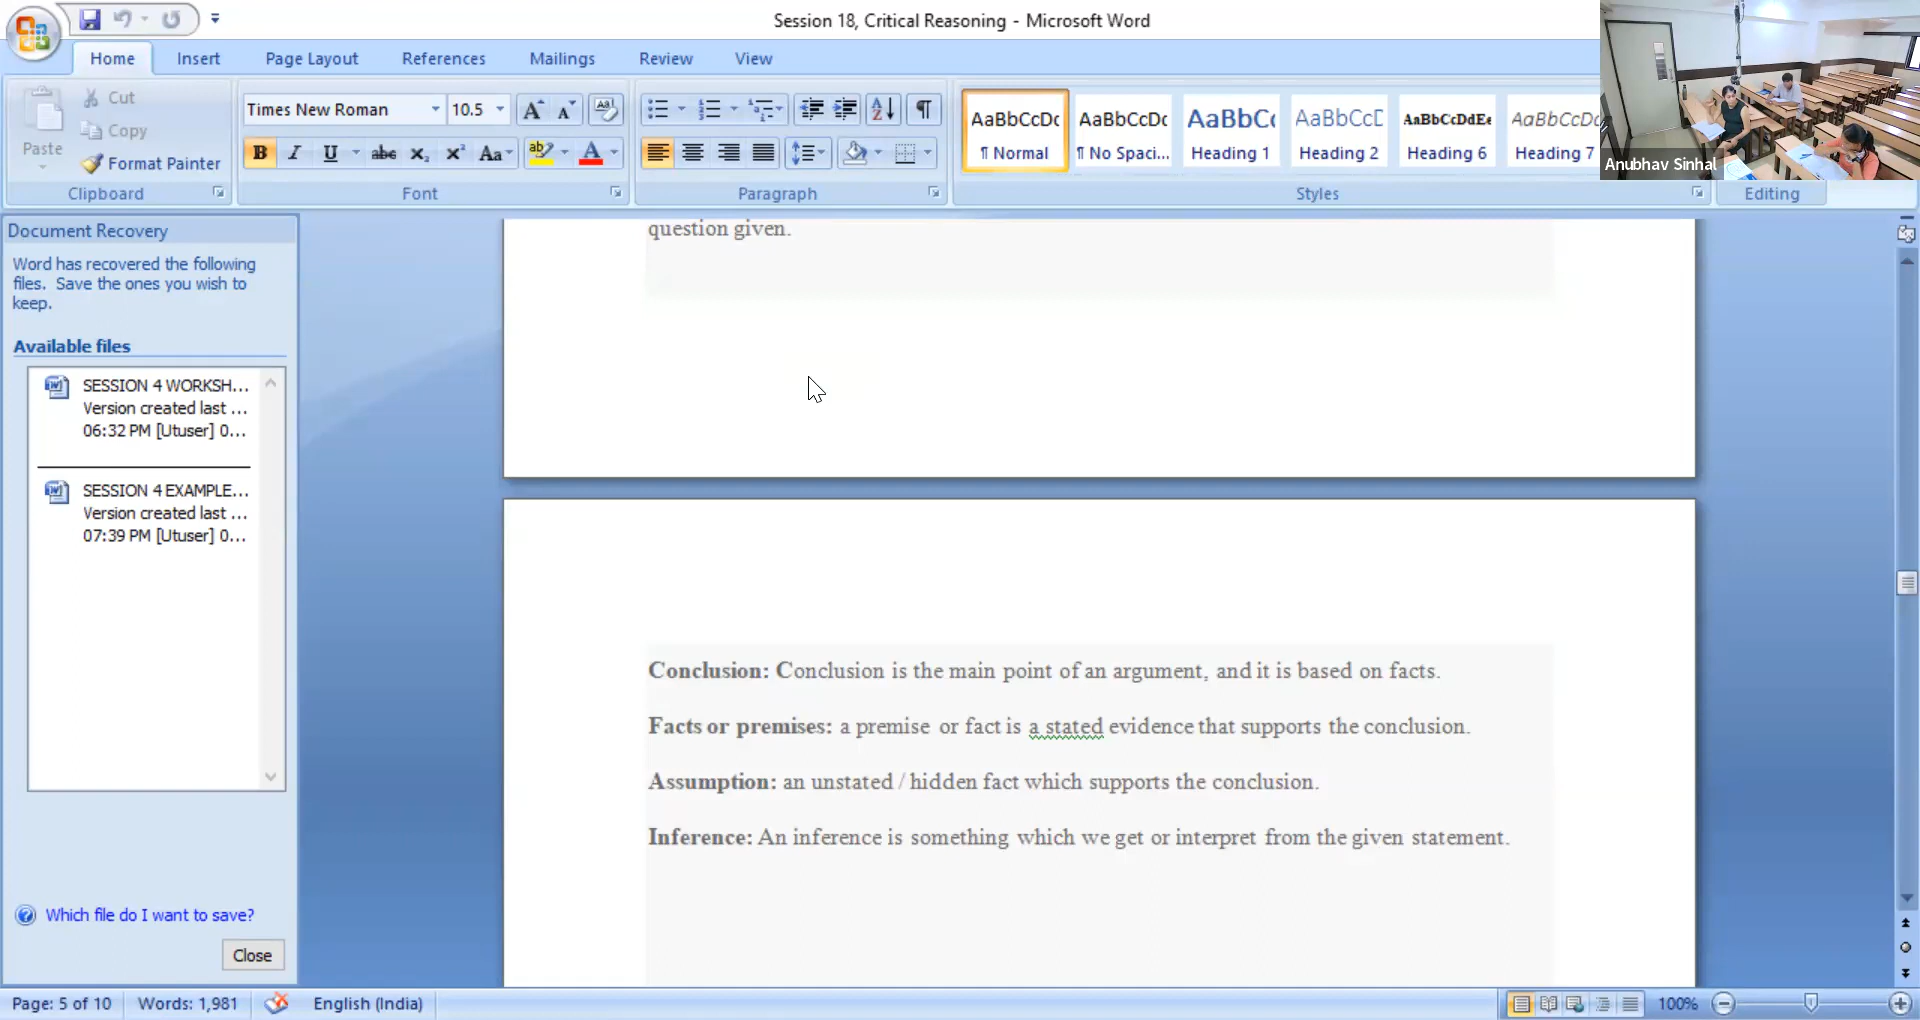 Session 18, Critical Reasoning - Microsoft Word
Home Insert Page Layout References Mailings Review View
Paste
Cut
Copy
Format Painter
Clipboard
Times New Roman 10.5
Font
Paragraph
AaBbCcDc AaBbCcDc AaBbC AaBbCcD AaBbCcDdEe AaBbCcDc
¶ Normal ¶ No Spaci... Heading 1 Heading 2 Heading 6 Heading 7
Styles
Editing
Anubhav Sinhal
Document Recovery
Word has recovered the following
files. Save the ones you wish to
keep.
Available files
SESSION 4 WORKSH...
Version created last ...
06:32 PM [Utuser] 0...
SESSION 4 EXAMPLE...
Version created last ...
07:39 PM [Utuser] 0...
Which file do I want to save?
Close
question given.
Conclusion: Conclusion is the main point of an argument, and it is based on facts.
Facts or premises: a premise or fact is a stated evidence that supports the conclusion.
Assumption: an unstated / hidden fact which supports the conclusion.
Inference: An inference is something which we get or interpret from the given statement.
Page: 5 of 10 Words: 1,981 English (India) 100%